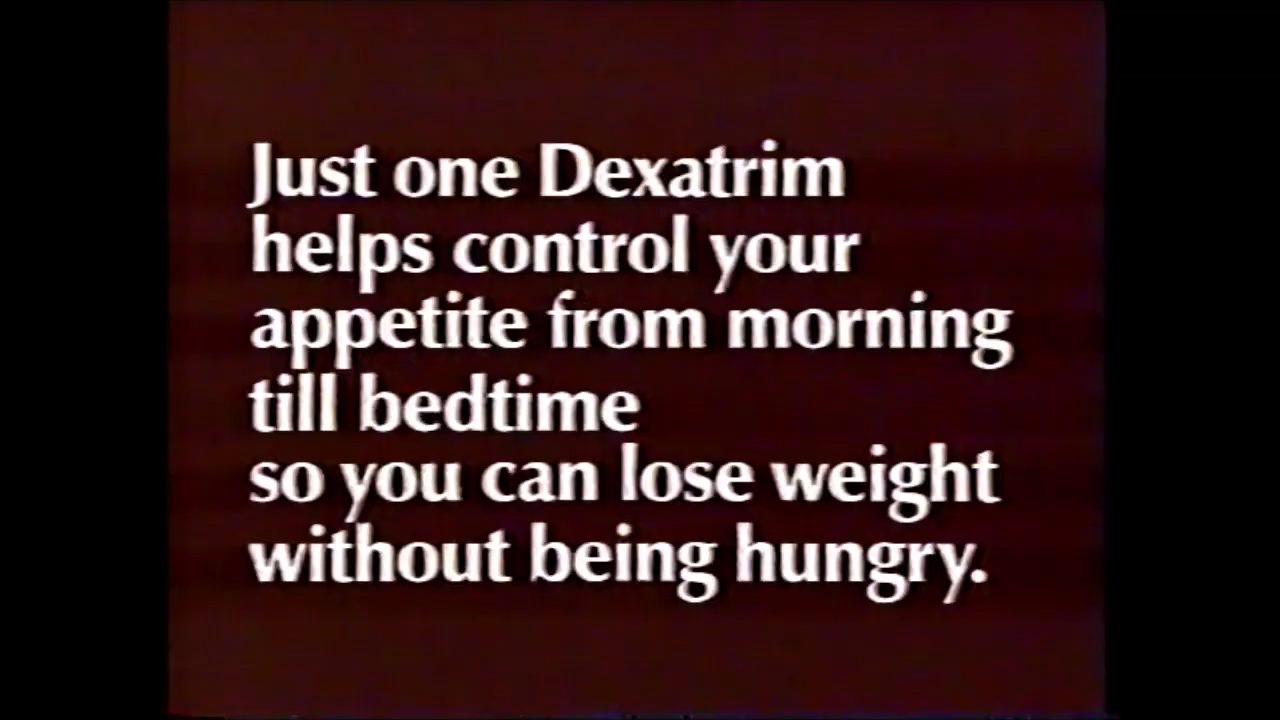 Just one Dexatrim
helps control your
appetite from morning
till bedtime
so you can lose weight
without being hungry.